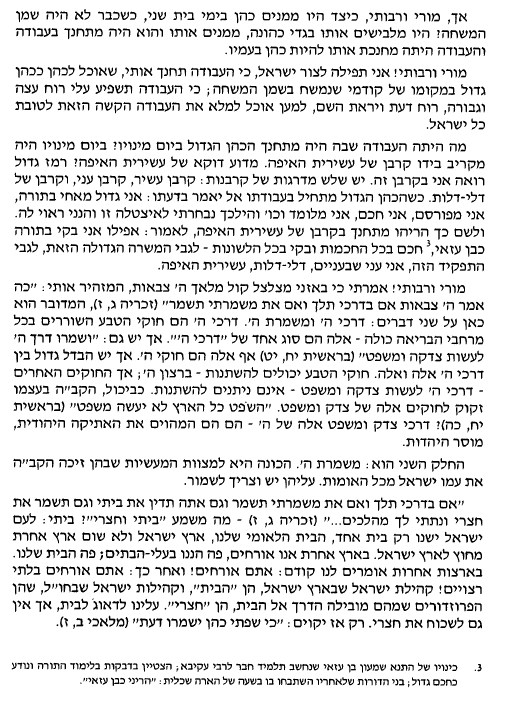 אך, מורי ורבותי, כיצד היו ממנים כהן בימי בית שני, כשכבר לא היה שמן
המשחה? היו מלבישים אותו בגדי כהונה, ממנים אותו והוא היה מתחנך בעבודה
והעבודה היתה מחנכת אותו להיות כהן בעמיו.
מורי ורבותי! אני תפילה לצור ישראל, כי העבודה תחנך אותי, שאוכל לכהן ככהן
גדול במקומו של קודמי שנמשח בשמן המשחה; כי העבודה תשפיע עלי רוח עצה
וגבורה, רוח דעת ויראת השם, למען אוכל למלא את העבודה הקשה הזאת לטובת
כל ישראל.
מה היתה העבודה שבה היה מתחנך הכהן הגדול ביום מינויו? ביום מינויו היה
מקריב בידו קרבן של עשירית האיפה. מדוע דוקא של עשירית האיפה? רמז גדול
רואה אני בקרבן זה. יש שלש מדרגות של קרבנות: קרבן עשיר, קרבן עני, וקרבן של
דלי-דלות. כשהכהן הגדול מתחיל בעבודתו אל יאמר בדעתו: אני גדול מאחי בתורה,
אני מפורסם, אני חכם, אני מלומד וכו' והילכך נבחרתי לאיצטלה זו והנני ראוי לה.
ולשם כך הריהו מתחנך בקרבן של עשירית האיפה, לאמור: אפילו אני בקי בתורה
כבן עזאי,3 חכם בכל החכמות ובקי בכל הלשונות - לגבי המשרה הגדולה הזאת, לגבי
התפקיד הזה, אני עני שבעניים, דלי-דלות, עשירית האיפה.
מורי ורבותי! אמרתי כי באזני מצלצל קול מלאך ה' צבאות, המזהיר אותי: "כה
אמר ה' צבאות אם בדרכי תלך ואם את משמרתי תשמר" (זכריה ג, ז), המדובר הוא
כאן על שני דברים: דרכי ה' ומשמרת ה'. דרכי ה' הם חוקי הטבע השוררים בכל
מרחבי הבריאה כולה - אלה הם סוג אחד של "דרכי ה'". אך יש גם: "ושמרו דרך ה'
לעשות צדקה ומשפט" (בראשית יח, יט) אף אלה הם חוקי ה'. אך יש הבדל גדול בין
דרכי ה' אלה ואלה. חוקי הטבע יכולים להשתנות - ברצון ה'; אך החוקים האחרים
- דרכי ה' לעשות צדקה ומשפט - אינם ניתנים להשתנות. כביכול, הקב"ה בעצמו
זקוק לחוקים אלה של צדק ומשפט. "השפט כל הארץ לא יעשה משפט" (בראשית
יח, כה)? דרכי צדק ומשפט אלה של ה' - הם הם המהוים את האתיקה היהודית,
מוסר היהדות.
החלק השני הוא: משמרת ה'. הכונה היא למצוות המעשיות שבהן זיכה הקב"ה
את עמו ישראל מכל האומות. עליהן יש וצריך לשמור.
"אם בדרכי תלך ואם את משמרתי תשמר וגם אתה תדין את ביתי וגם תשמר את
חצרי ונתתי לך מהלכים..." (זכריה ג, ז) - מה משמע "ביתי וחצרי"? ביתי: לעם
ישראל ישנו רק בית אחד, הבית הלאומי שלנו, ארץ ישראל ולא שום ארץ אחרת
מחוץ לארץ ישראל. בארץ אחרת אנו אורחים, פה הננו בעלי-הבתים; פה הבית שלנו.
בארצות אחרות אומרים לנו קודם: אתם אורחים! ואחר כך: אתם אורחים בלתי
רצויים! קהילת ישראל שבארץ ישראל, הן "הבית", וקהילות ישראל שבחו"ל, שהן
הפרוזדורים שמהם מובילה הדרך אל הבית, הן "חצרי". עלינו לדאוג לבית, אך אין
גם לשכוח את חצרי. רק אז יקוים: "כי שפתי כהן ישמרו דעת" (מלאכי ב, ז).
3. כינויו של התנא שמעון בן עזאי שנחשב תלמיד חבר לרבי עקיבא; הצטיין בדבקות בלימוד התורה ונודע
כחכם גדול; בני הדורות שלאחריו השתבחו בו בשעה של הארה שכלית: "הריני כבן עזאי".